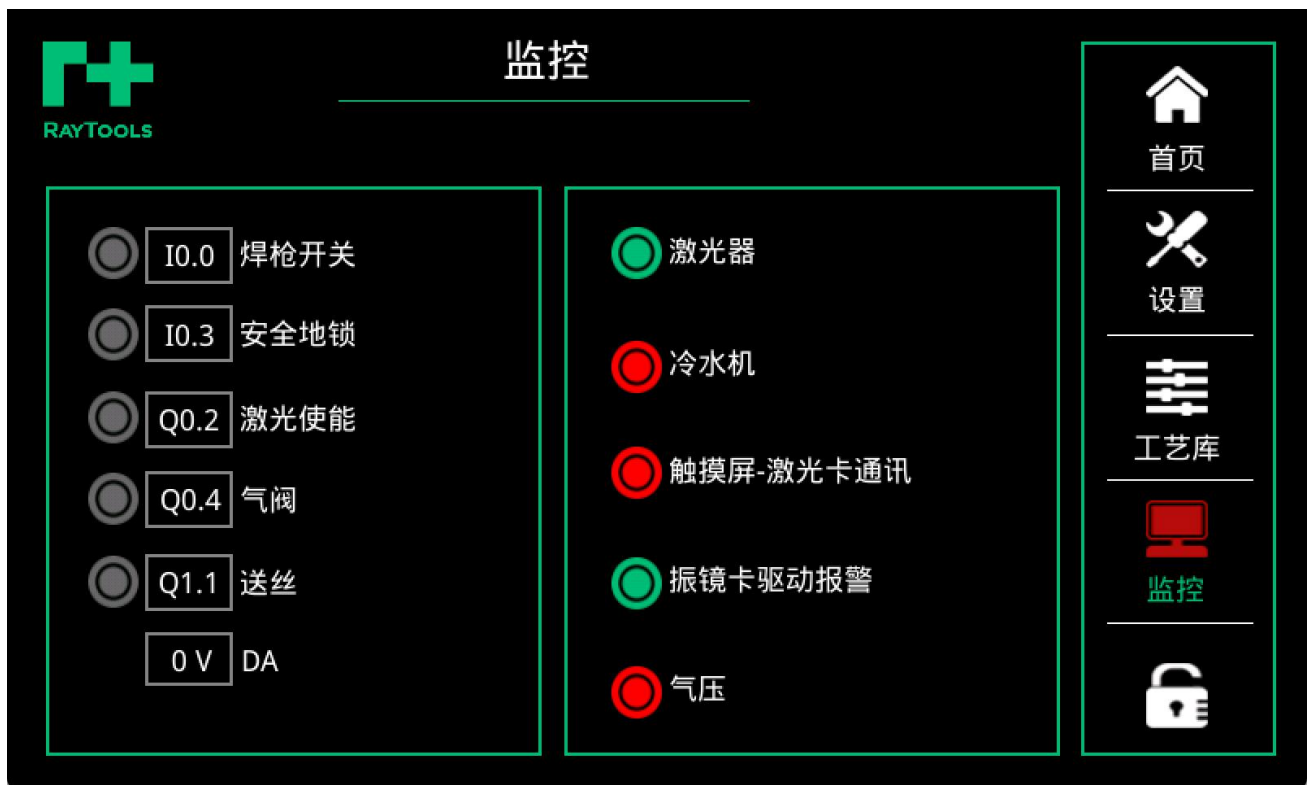 RAYTOOLS
监控
I0.0 焊枪开关
I0.3 安全地锁
Q0.2 激光使能
Q0.4 气阀
Q1.1 送丝
0 V DA
激光器
冷水机
触摸屏-激光卡通讯
振镜卡驱动报警
气压
首页
设置
工艺库
监控